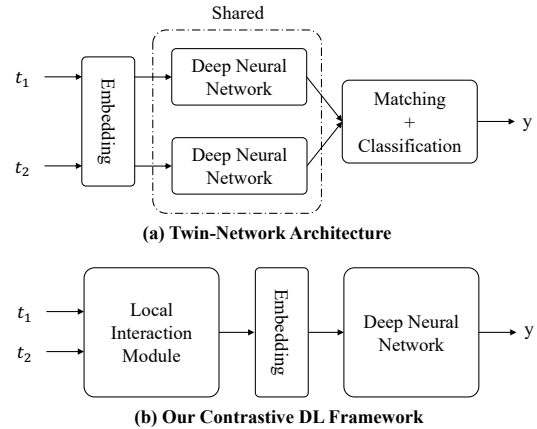 Shared
t₁
t₂
Embedding
Deep Neural
Network
Deep Neural
Network
Matching
+
Classification
y
(a) Twin-Network Architecture
t₁
t₂
Local
Interaction
Module
Embedding
Deep Neural
Network
y
(b) Our Contrastive DL Framework